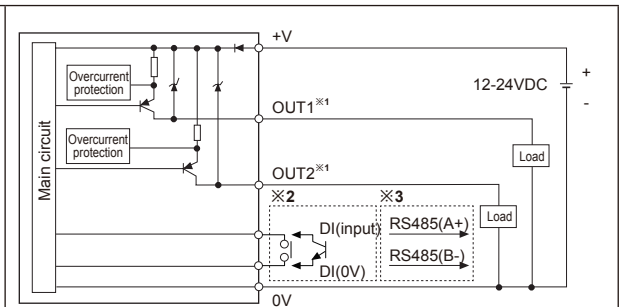 +V
Overcurrent
protection
12-24VDC
+
-
OUT1※1
Main circuit
Overcurrent
protection
Load
OUT2※1
※2
※3
DI(input)
RS485(A+)
Load
RS485(B-)
DI(0V)
0V